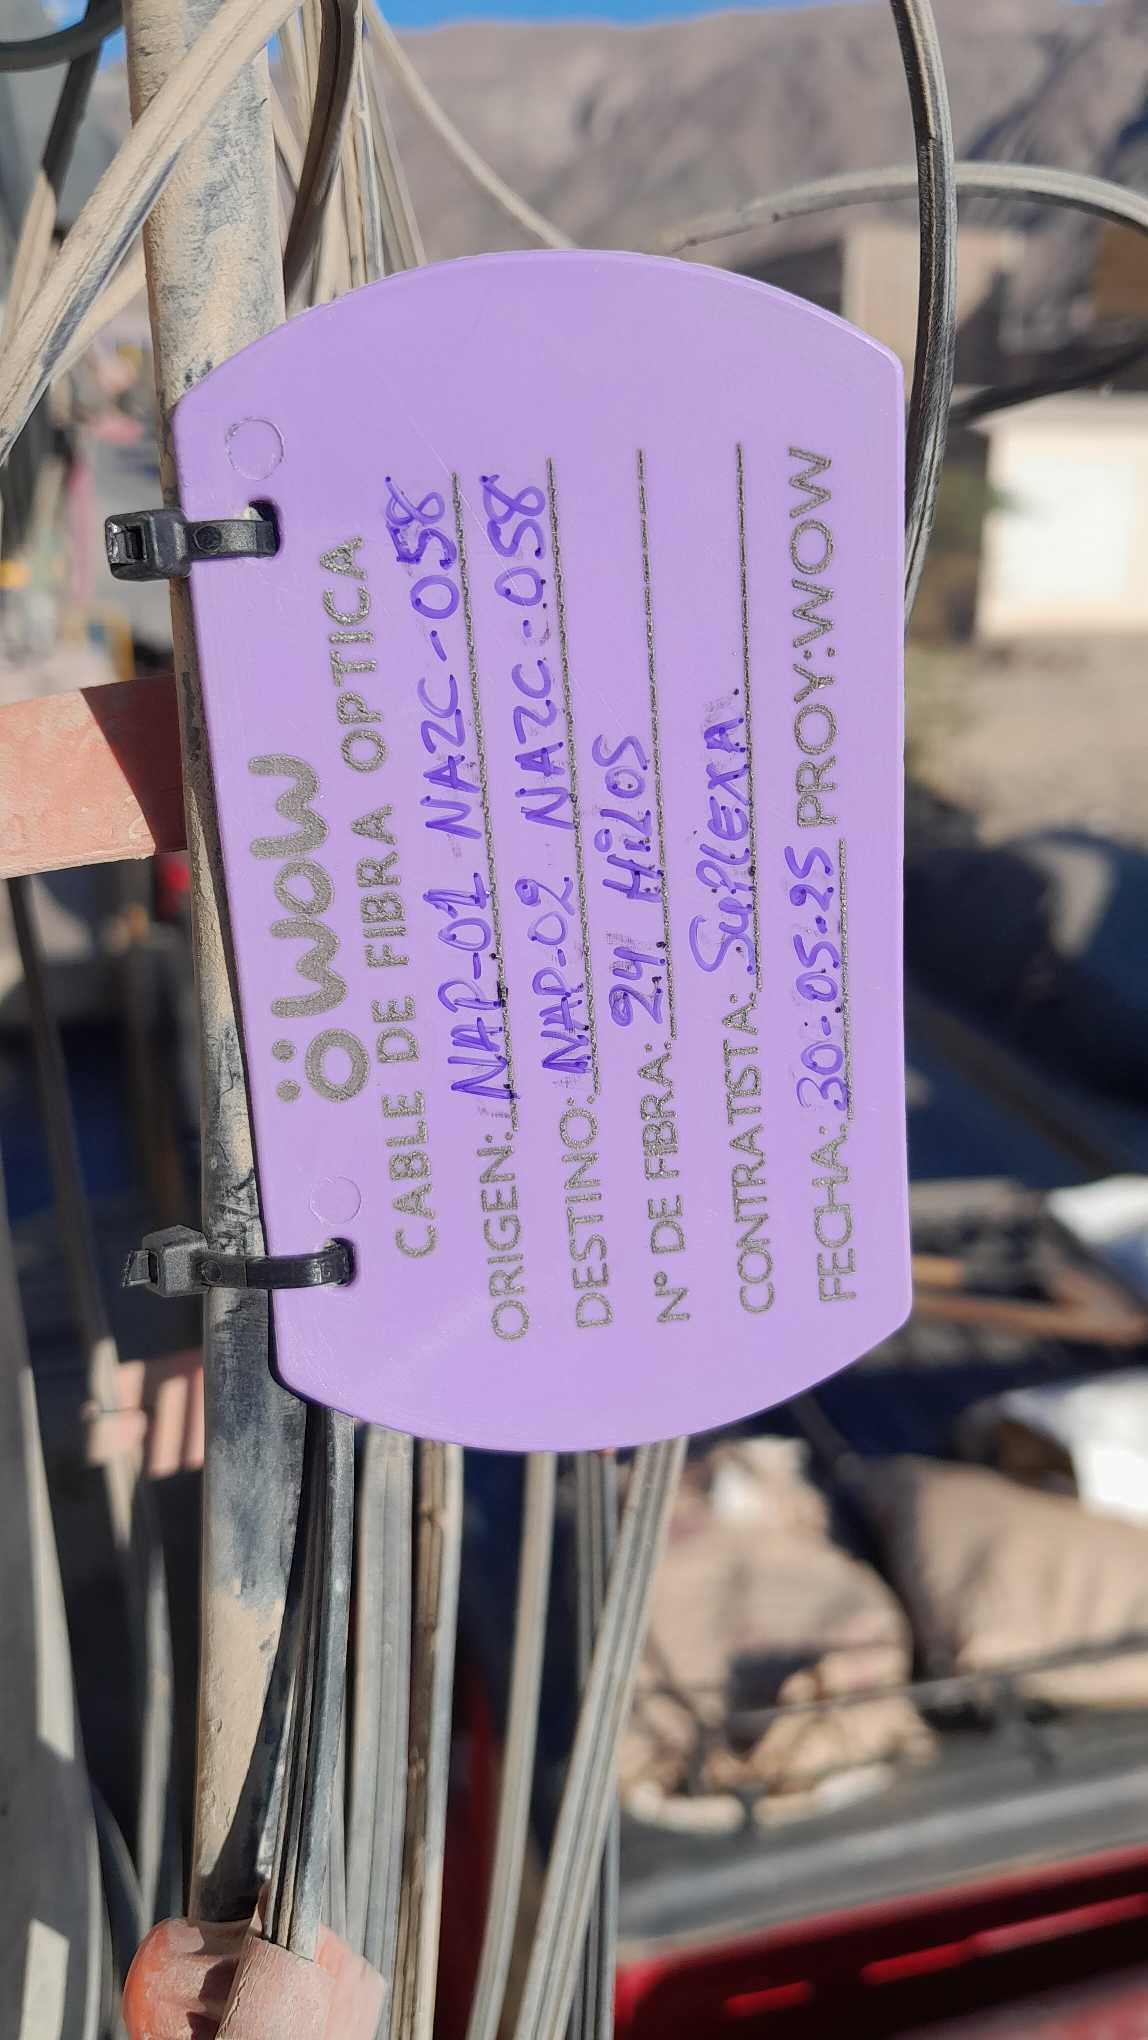 WOW
CABLE DE FIBRA OPTICA
ORIGEN: NAP-01 NAZC-058
DESTINO: NAP-02 NAZC-058
N° DE FIBRA: 24 HiLOS
CONTRATISTA: SuPlEXA.
FECHA: 30-05-25 PROY:WOW